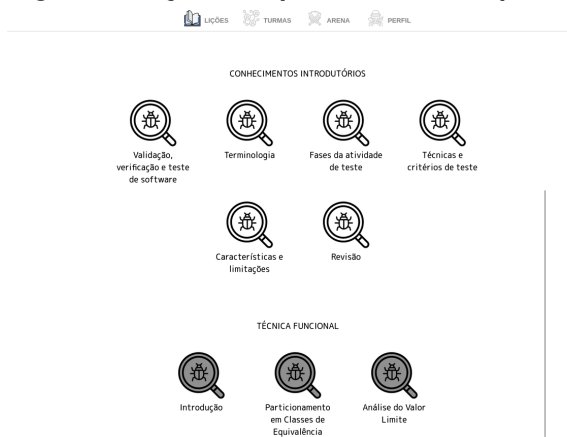 LIÇÕES TURMAS ARENA PERFIL
CONHECIMENTOS INTRODUTÓRIOS
Validação, verificação e teste de software
Terminologia
Fases da atividade de teste
Técnicas e critérios de teste
Características e limitações
Revisão
TÉCNICA FUNCIONAL
Introdução
Particionamento em Classes de Equivalência
Análise do Valor Limite